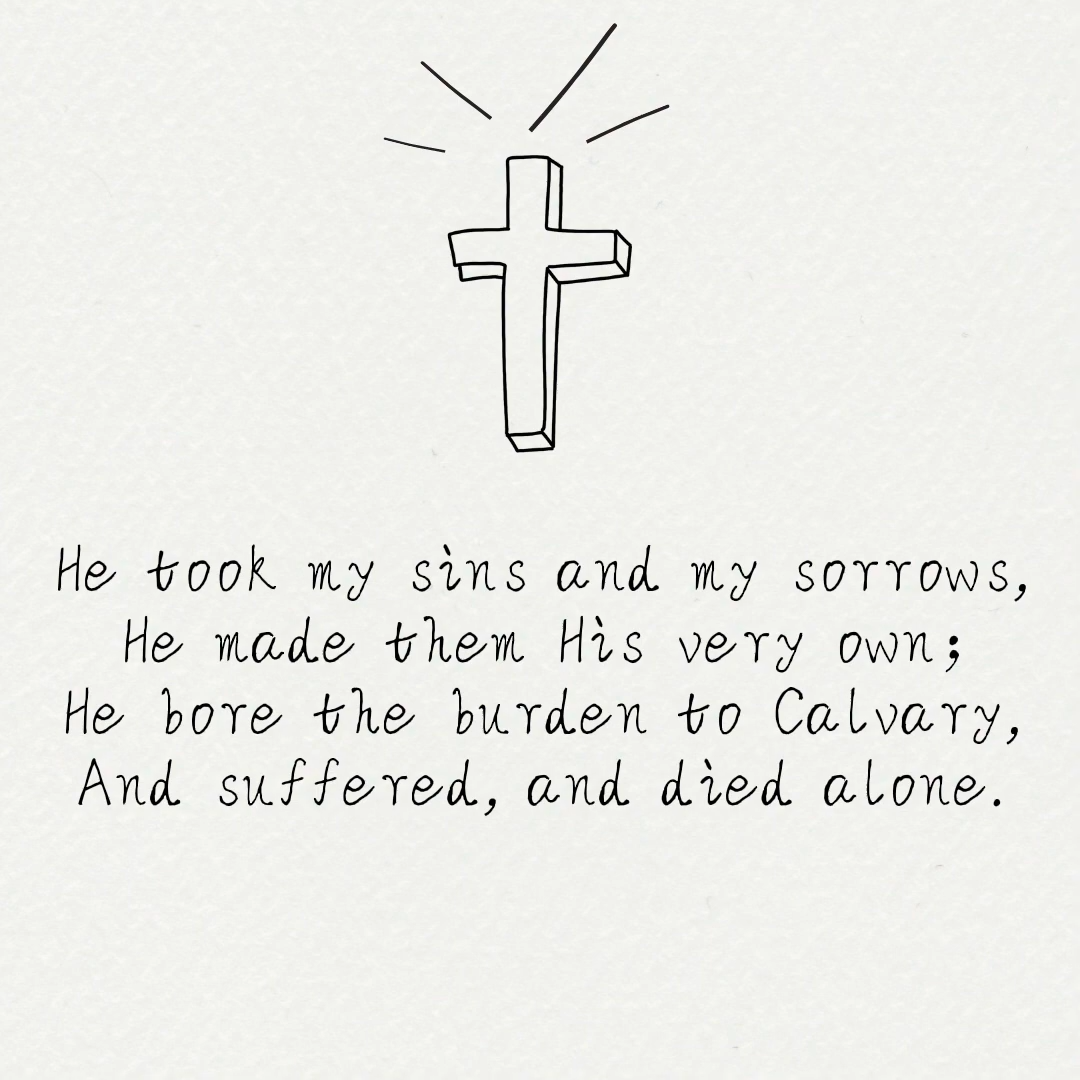 He took my sins and my sorrows,
He made them His very own;
He bore the burden to Calvary,
And suffered, and died alone.